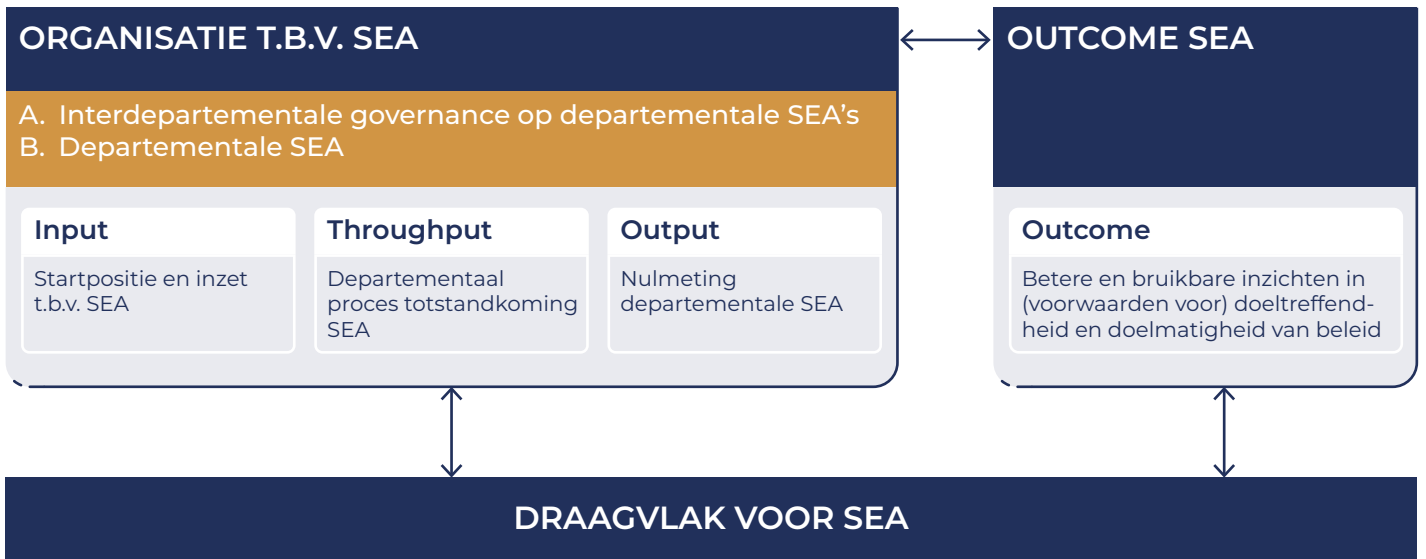 ORGANISATIE T.B.V. SEA
A. Interdepartementale governance op departementale SEA’s
B. Departementale SEA
Input
Startpositie en inzet
t.b.v. SEA
Throughput
Departementaal
proces totstandkoming
SEA
Output
Nulmeting
departementale SEA
OUTCOME SEA
Outcome
Betere en bruikbare inzichten in
(voorwaarden voor) doeltreffend-
heid en doelmatigheid van beleid
DRAAGVLAK VOOR SEA